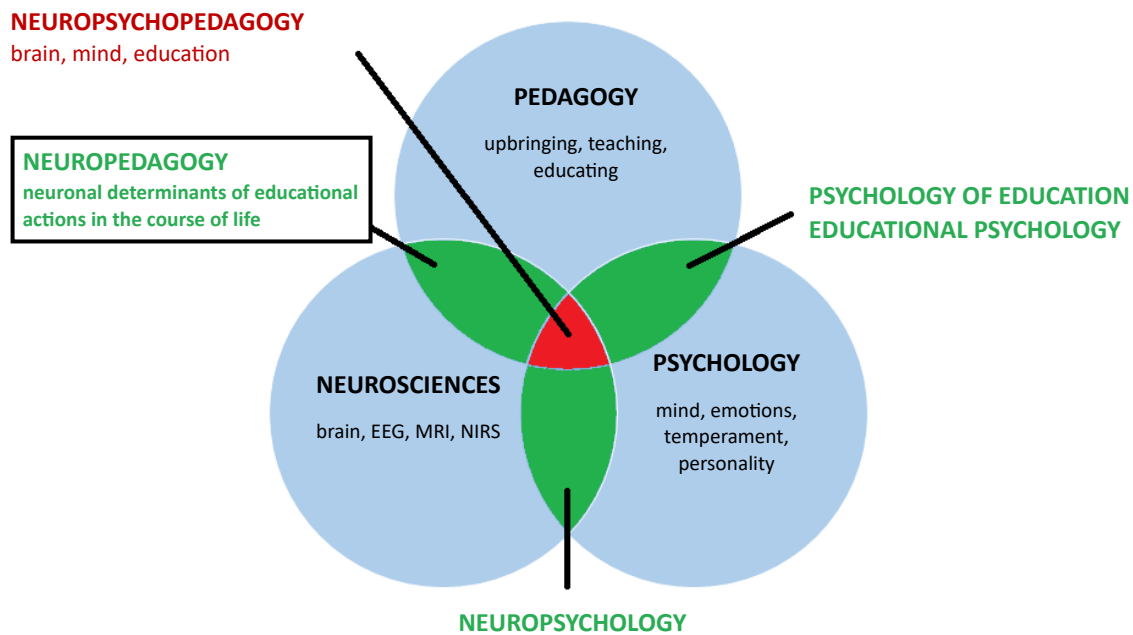 NEUROPSYCHOPEDAGOGY
brain, mind, education
PEDAGOGY
upbringing, teaching,
educating
NEUROPEDAGOGY
neuronal determinants of educational
actions in the course of life
PSYCHOLOGY OF EDUCATION
EDUCATIONAL PSYCHOLOGY
NEUROSCIENCES
brain, EEG, MRI, NIRS
PSYCHOLOGY
mind, emotions,
temperament,
personality
NEUROPSYCHOLOGY